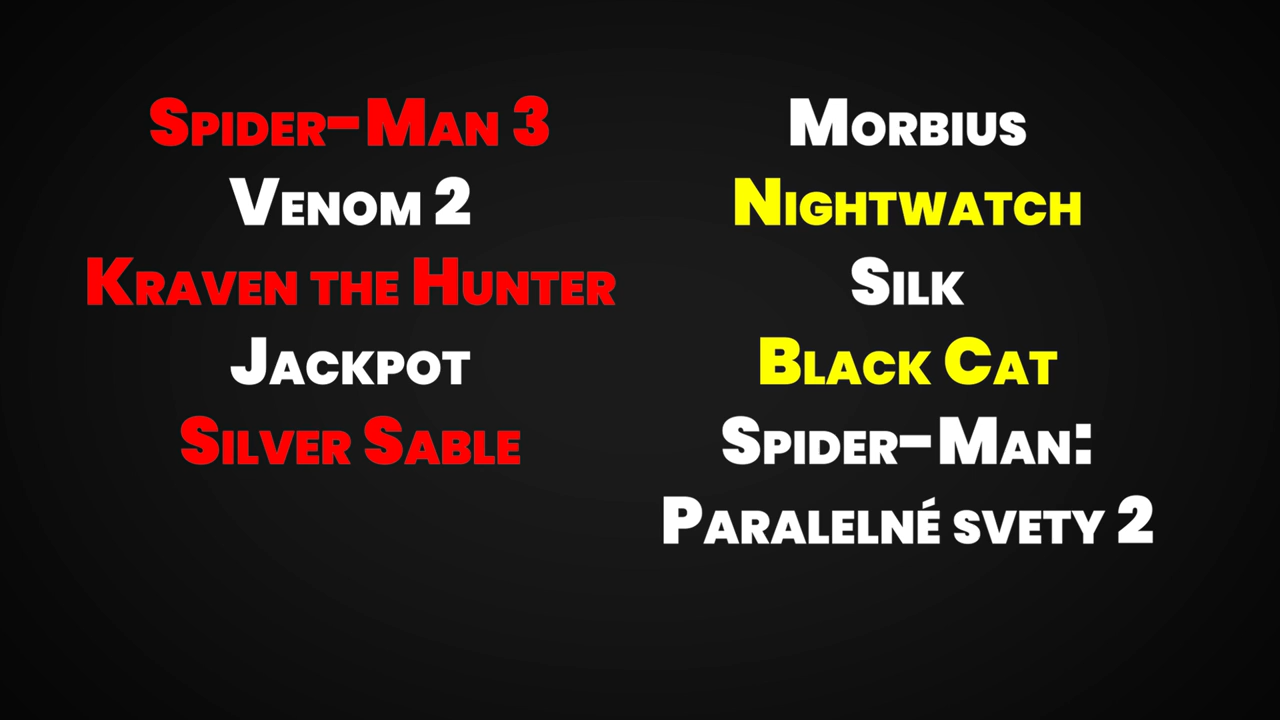 Spider-Man 3
Venom 2
Kraven the Hunter
Jackpot
Silver Sable
Morbius
Nightwatch
Silk
Black Cat
Spider-Man:
Paralelné svety 2